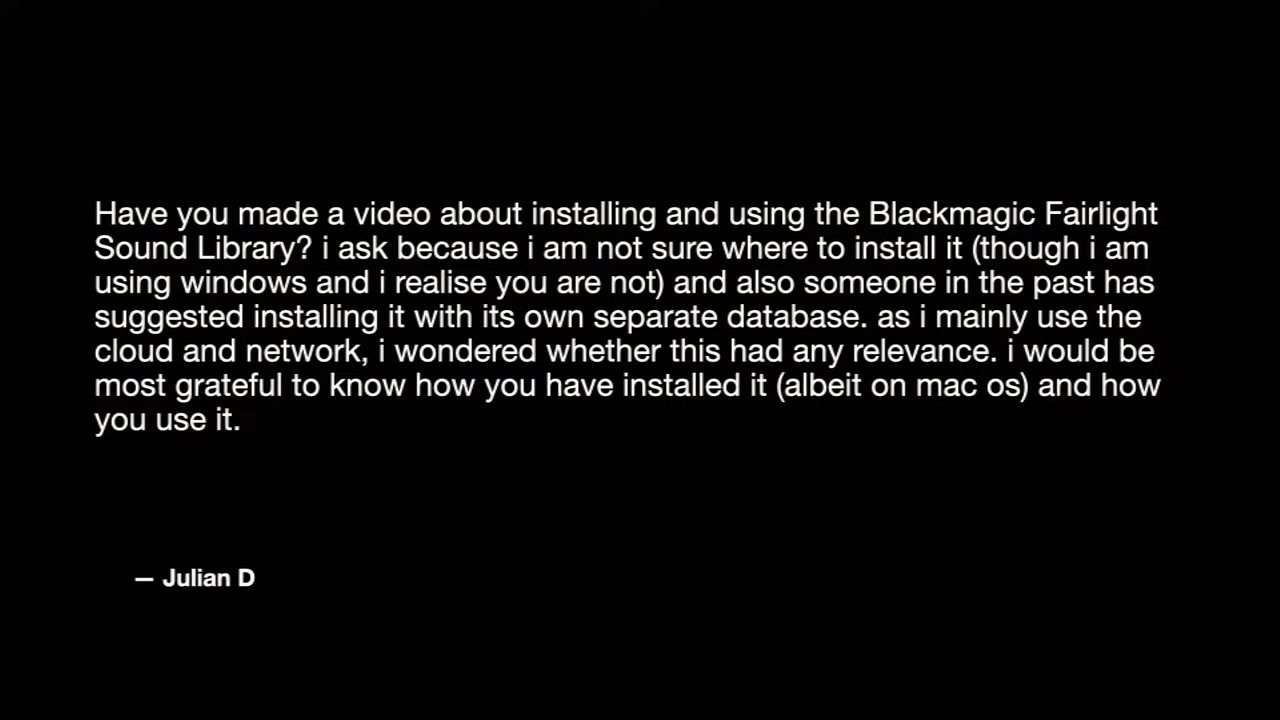 Have you made a video about installing and using the Blackmagic Fairlight
Sound Library? i ask because i am not sure where to install it (though i am
using windows and i realise you are not) and also someone in the past has
suggested installing it with its own separate database. as i mainly use the
cloud and network, i wondered whether this had any relevance. i would be
most grateful to know how you have installed it (albeit on mac os) and how
you use it.
— Julian D